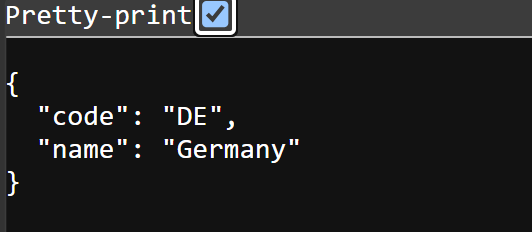 Pretty-print
{
  "code": "DE",
  "name": "Germany"
}